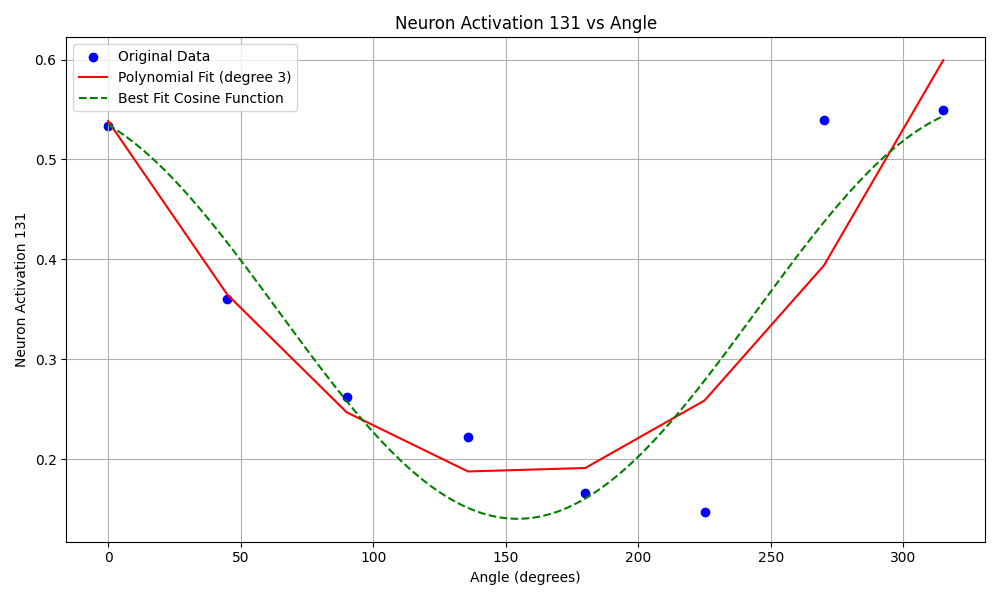 Neuron Activation 131 vs Angle
Original Data
Polynomial Fit (degree 3)
Best Fit Cosine Function
Neuron Activation 131
0.6
0.5
0.4
0.3
0.2
0
50
100
150
200
250
300
Angle (degrees)